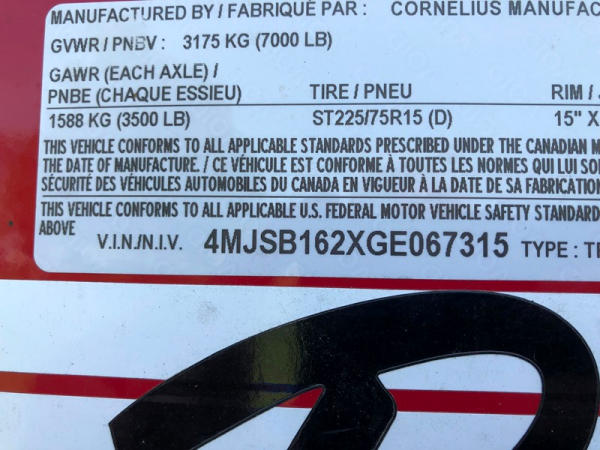 MANUFACTURED BY / FABRIQUÉ PAR : CORNELIUS MANUFAC
GVWR / PNBV : 3175 KG (7000 LB)
GAWR (EACH AXLE) /
PNBE (CHAQUE ESSIEU) TIRE / PNEU RIM / J
1588 KG (3500 LB) ST225/75R15 (D) 15" X
THIS VEHICLE CONFORMS TO ALL APPLICABLE STANDARDS PRESCRIBED UNDER THE CANADIAN M
THE DATE OF MANUFACTURE. / CE VÉHICULE EST CONFORME À TOUTES LES NORMES QUI LUI SO
SÉCURITÉ DES VÉHICULES AUTOMOBILES DU CANADA EN VIGUEUR À LA DATE DE SA FABRICATION
THIS VEHICLE CONFORMS TO ALL APPLICABLE U.S. FEDERAL MOTOR VEHICLE SAFETY STANDARD
ABOVE
V.I.N./N.I.V. 4MJSB162XGE067315 TYPE : TR